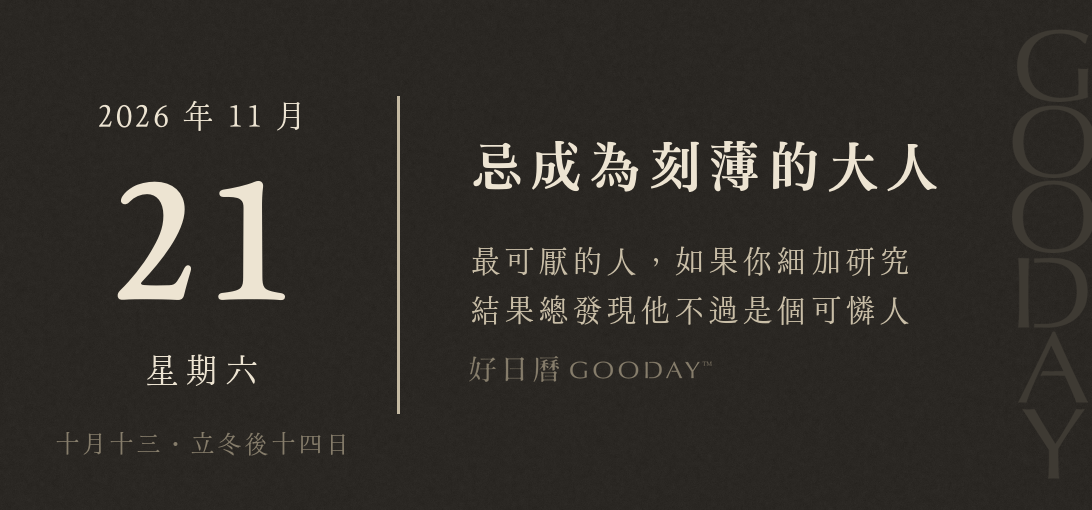 2026 年 11 月
21
星期六
十月十三・立冬後十四日
忌成為刻薄的大人
最可厭的人，如果你細加研究
結果總發現他不過是個可憐人
好日曆 GOODAY™
GOODAY